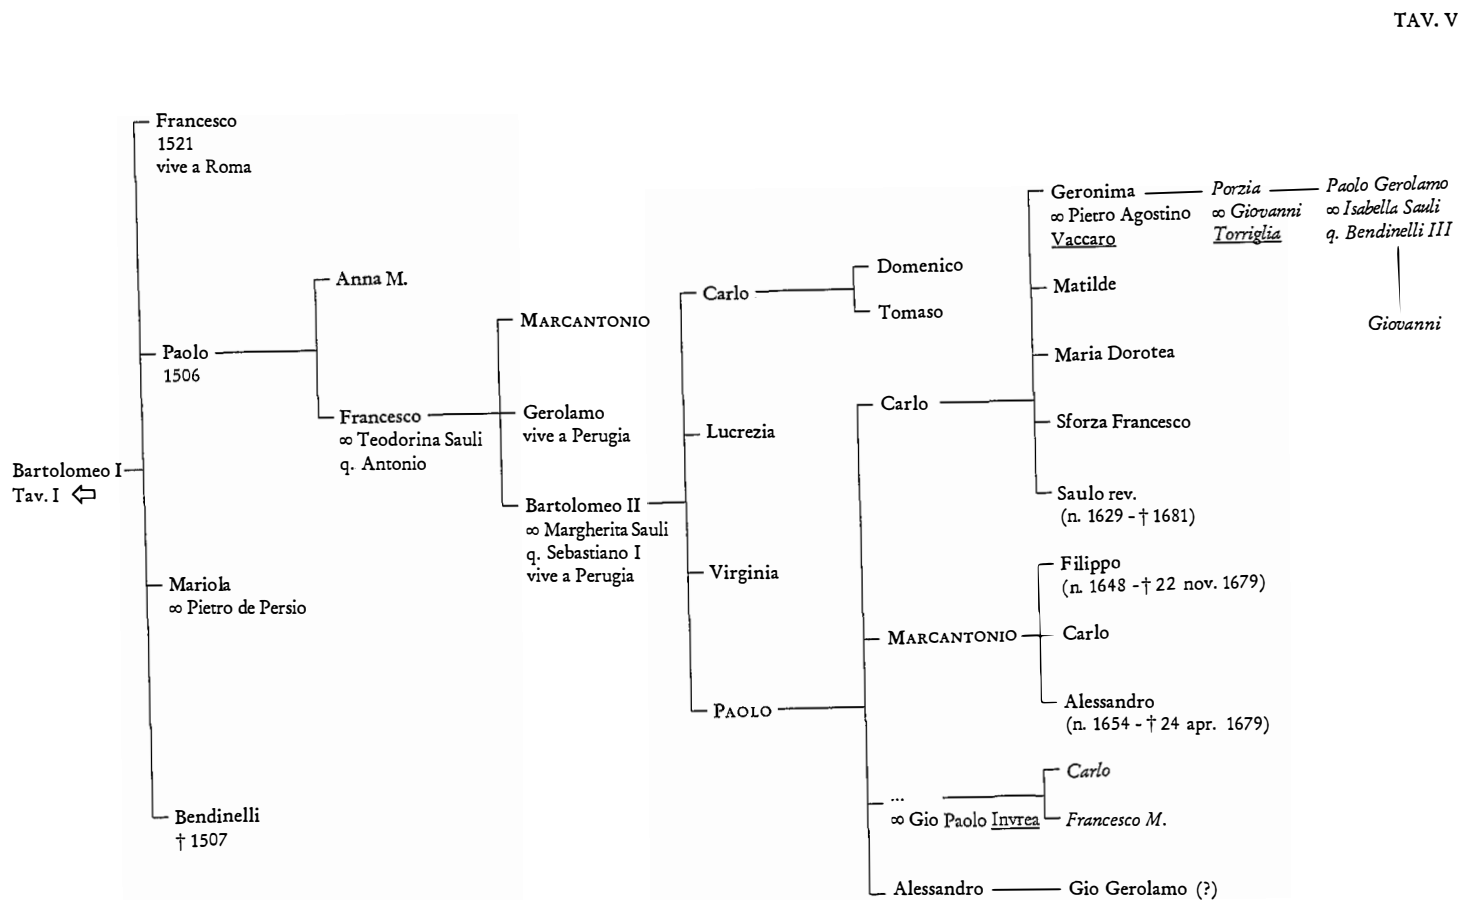 TAV. V
Francesco
1521
vive a Roma
Paolo
1506
Bartolomeo I
Tav. I
Mariola
∞ Pietro de Persio
Bendinelli
† 1507
Anna M.
Francesco
∞ Teodorina Sauli
q. Antonio
MARCANTONIO
Gerolamo
vive a Perugia
Bartolomeo II
∞ Margherita Sauli
q. Sebastiano I
vive a Perugia
Carlo
Lucrezia
Virginia
PAOLO
Domenico
Tomaso
Carlo
MARCANTONIO
...
∞ Gio Paolo Invrea
Alessandro
Geronima
∞ Pietro Agostino
Vaccaro
Matilde
Maria Dorotea
Sforza Francesco
Saulo rev.
(n. 1629 - † 1681)
Filippo
(n. 1648 - † 22 nov. 1679)
Carlo
Alessandro
(n. 1654 - † 24 apr. 1679)
Carlo
Francesco M.
Gio Gerolamo (?)
Porzia
∞ Giovanni
Torriglia
Paolo Gerolamo
∞ Isabella Sauli
q. Bendinelli III
Giovanni